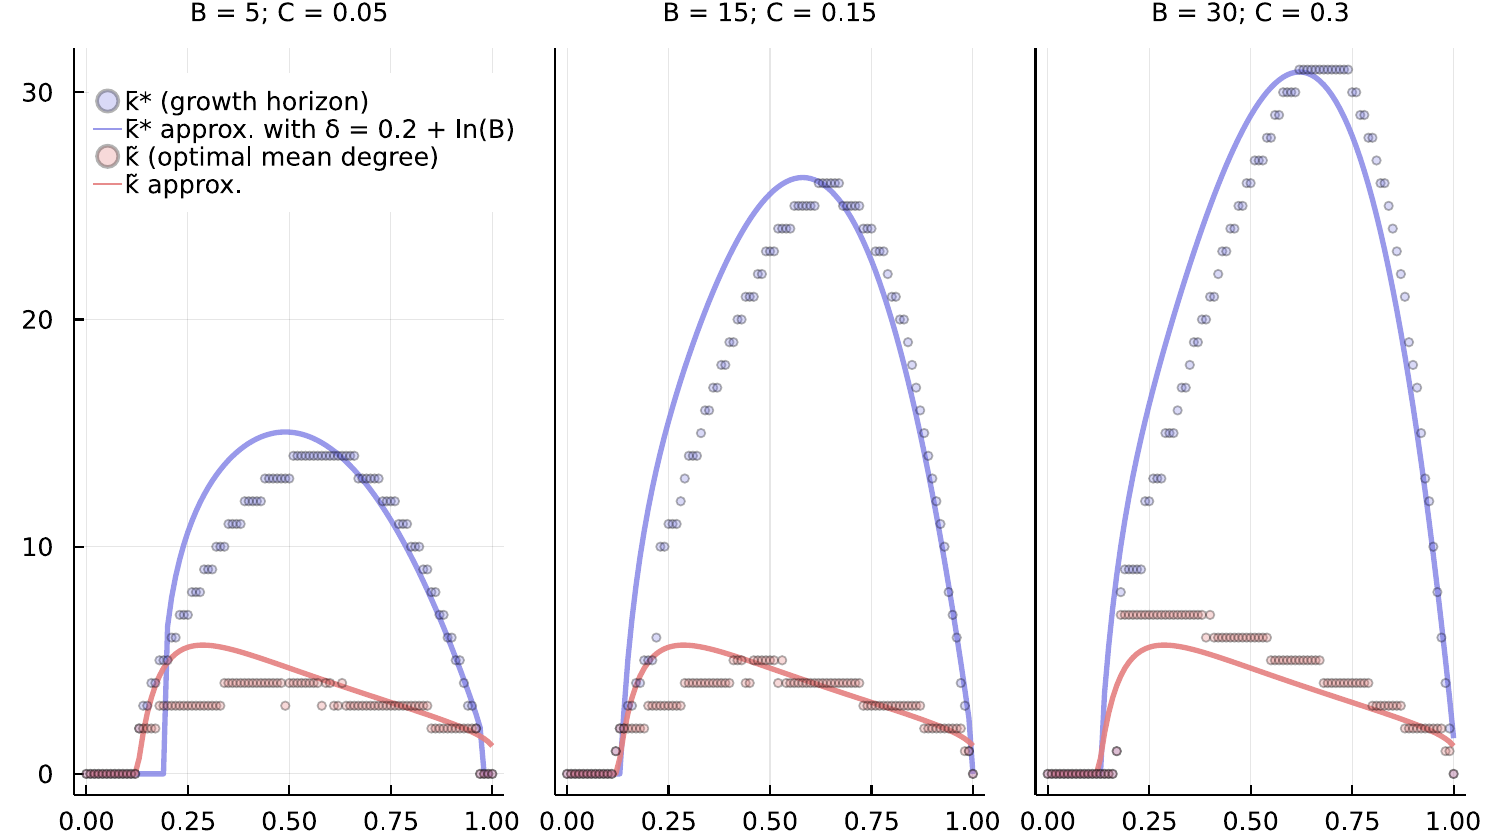 B = 5; C = 0.05
B = 15; C = 0.15
B = 30; C = 0.3
30
20
10
0
k̄* (growth horizon)
k̄* approx. with δ = 0.2 + ln(B)
k̃ (optimal mean degree)
k̃ approx.
0.00 0.25 0.50 0.75 1.00
0.00 0.25 0.50 0.75 1.00
0.00 0.25 0.50 0.75 1.00